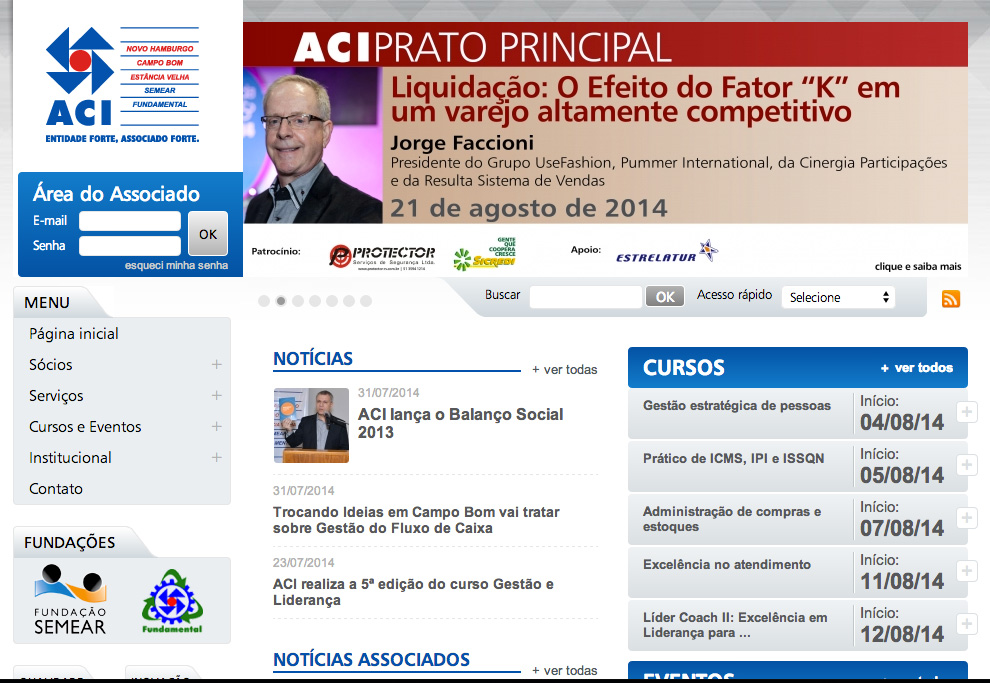 NOVO HAMBURGO
CAMPO BOM
ESTÂNCIA VELHA
SEMEAR
FUNDAMENTAL
ACI
ENTIDADE FORTE, ASSOCIADO FORTE.
Área do Associado
E-mail
Senha
OK
esqueci minha senha
ACI PRATO PRINCIPAL
Liquidação: O Efeito do Fator “K” em
um varejo altamente competitivo
Jorge Faccioni
Presidente do Grupo UseFashion, Pummer International, da Cinergia Participações
e da Resulta Sistema de Vendas
21 de agosto de 2014
Patrocínio:
PROTECTOR
Serviços de Segurança Ltda.
GENTE
QUE
COOPERA
CRESCE
SICREDI
Apoio:
ESTRELATUR
clique e saiba mais
Buscar
OK
Acesso rápido
Selecione
MENU
Página inicial
Sócios +
Serviços +
Cursos e Eventos +
Institucional +
Contato
FUNDAÇÕES
FUNDAÇÃO
SEMEAR
Fundamental
NOTÍCIAS
+ ver todas
31/07/2014
ACI lança o Balanço Social
2013
31/07/2014
Trocando Ideias em Campo Bom vai tratar
sobre Gestão do Fluxo de Caixa
23/07/2014
ACI realiza a 5ª edição do curso Gestão e
Liderança
NOTÍCIAS ASSOCIADOS
+ ver todas
CURSOS
+ ver todos
Gestão estratégica de pessoas
Início:
04/08/14
+
Prático de ICMS, IPI e ISSQN
Início:
05/08/14
+
Administração de compras e
estoques
Início:
07/08/14
+
Excelência no atendimento
Início:
11/08/14
+
Líder Coach II: Excelência em
Liderança para ...
Início:
12/08/14
+
EVENTOS